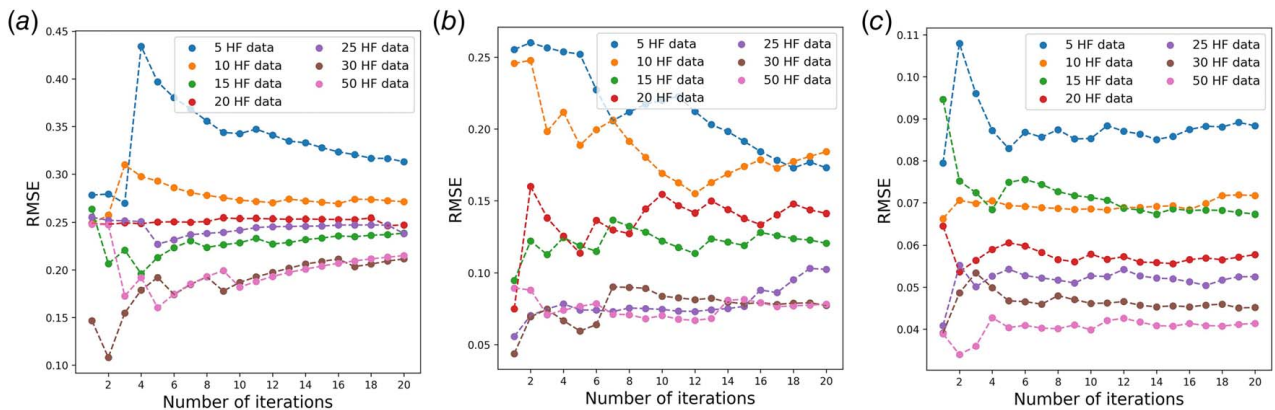 (a)
RMSE
0.45
0.40
0.35
0.30
0.25
0.20
0.15
0.10
5 HF data
10 HF data
15 HF data
20 HF data
25 HF data
30 HF data
50 HF data
2 4 6 8 10 12 14 16 18 20
Number of iterations
(b)
RMSE
0.25
0.20
0.15
0.10
0.05
5 HF data
10 HF data
15 HF data
20 HF data
25 HF data
30 HF data
50 HF data
2 4 6 8 10 12 14 16 18 20
Number of iterations
(c)
RMSE
0.11
0.10
0.09
0.08
0.07
0.06
0.05
0.04
5 HF data
10 HF data
15 HF data
20 HF data
25 HF data
30 HF data
50 HF data
2 4 6 8 10 12 14 16 18 20
Number of iterations